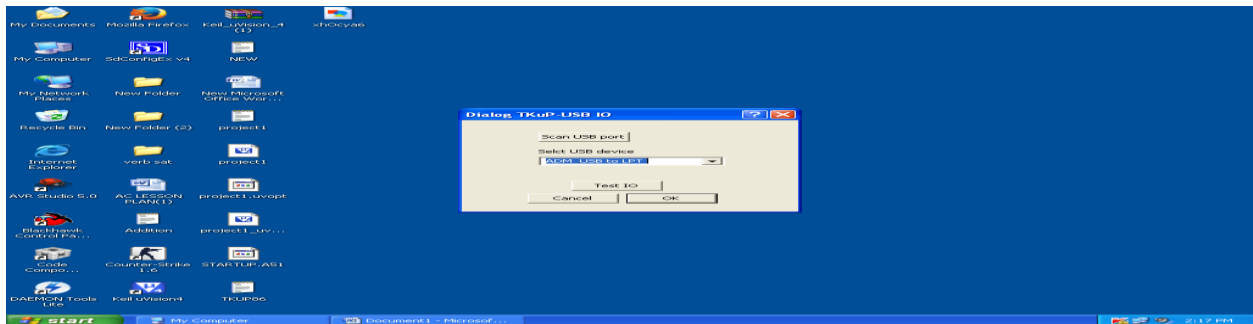 My Documents
Mozilla Firefox
Keil_uVision_4
(1)
xhOcya6
My Computer
SdConfigEx v4
NEW
My Network
Places
New Folder
New Microsoft
Office Wor...
Recycle Bin
New Folder (2)
project1
Internet
Explorer
verb sat
project1
AVR Studio 5.0
AC LESSON
PLAN(1)
project1.uvopt
Blackhawk
Control Pa...
Addition
project1_uv...
Code
Compo...
Counter-Strike
1.6
STARTUP.A51
DAEMON Tools
Lite
Keil uVision4
TKUP86
Dialog TKuP-USB IO
Scan USB port
Selct USB device
ADM USB to LPT
Test IO
Cancel
OK
start
My Computer
Document1 - Microsof...
2:17 PM